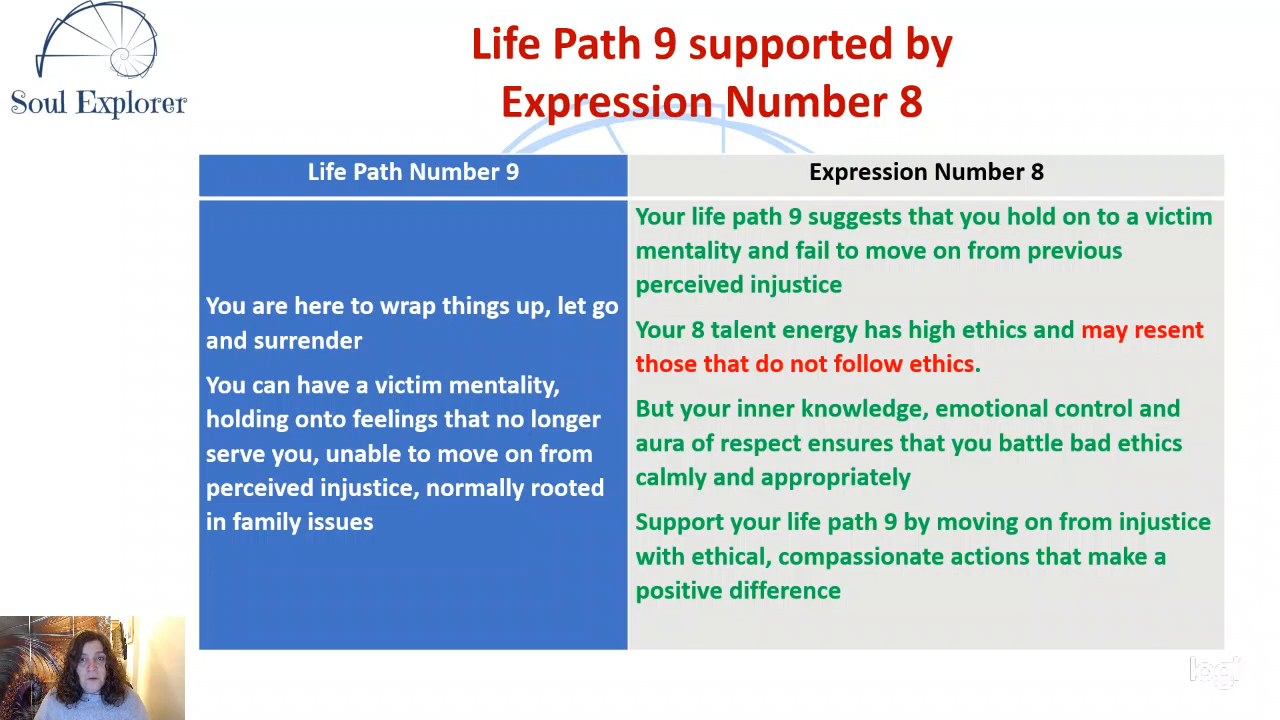 Soul Explorer
Life Path 9 supported by
Expression Number 8
Life Path Number 9
Expression Number 8
You are here to wrap things up, let go
and surrender
You can have a victim mentality,
holding onto feelings that no longer
serve you, unable to move on from
perceived injustice, normally rooted
in family issues
Your life path 9 suggests that you hold on to a victim
mentality and fail to move on from previous
perceived injustice
Your 8 talent energy has high ethics and may resent
those that do not follow ethics.
But your inner knowledge, emotional control and
aura of respect ensures that you battle bad ethics
calmly and appropriately
Support your life path 9 by moving on from injustice
with ethical, compassionate actions that make a
positive difference
logi